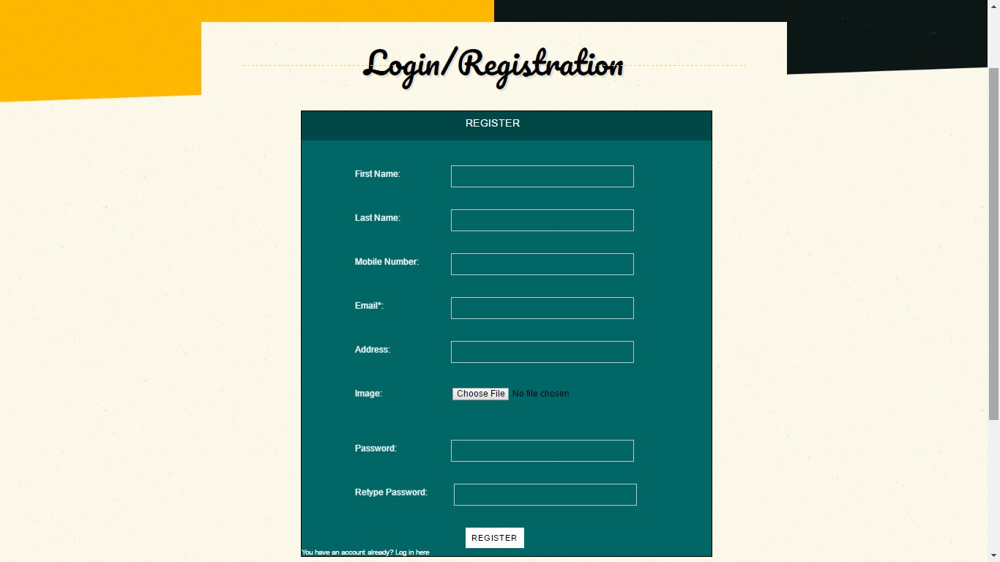 Login/Registration
REGISTER
First Name:
Last Name:
Mobile Number:
Email*:
Address:
Image: Choose File No file chosen
Password:
Retype Password:
REGISTER
You have an account already? Log in here